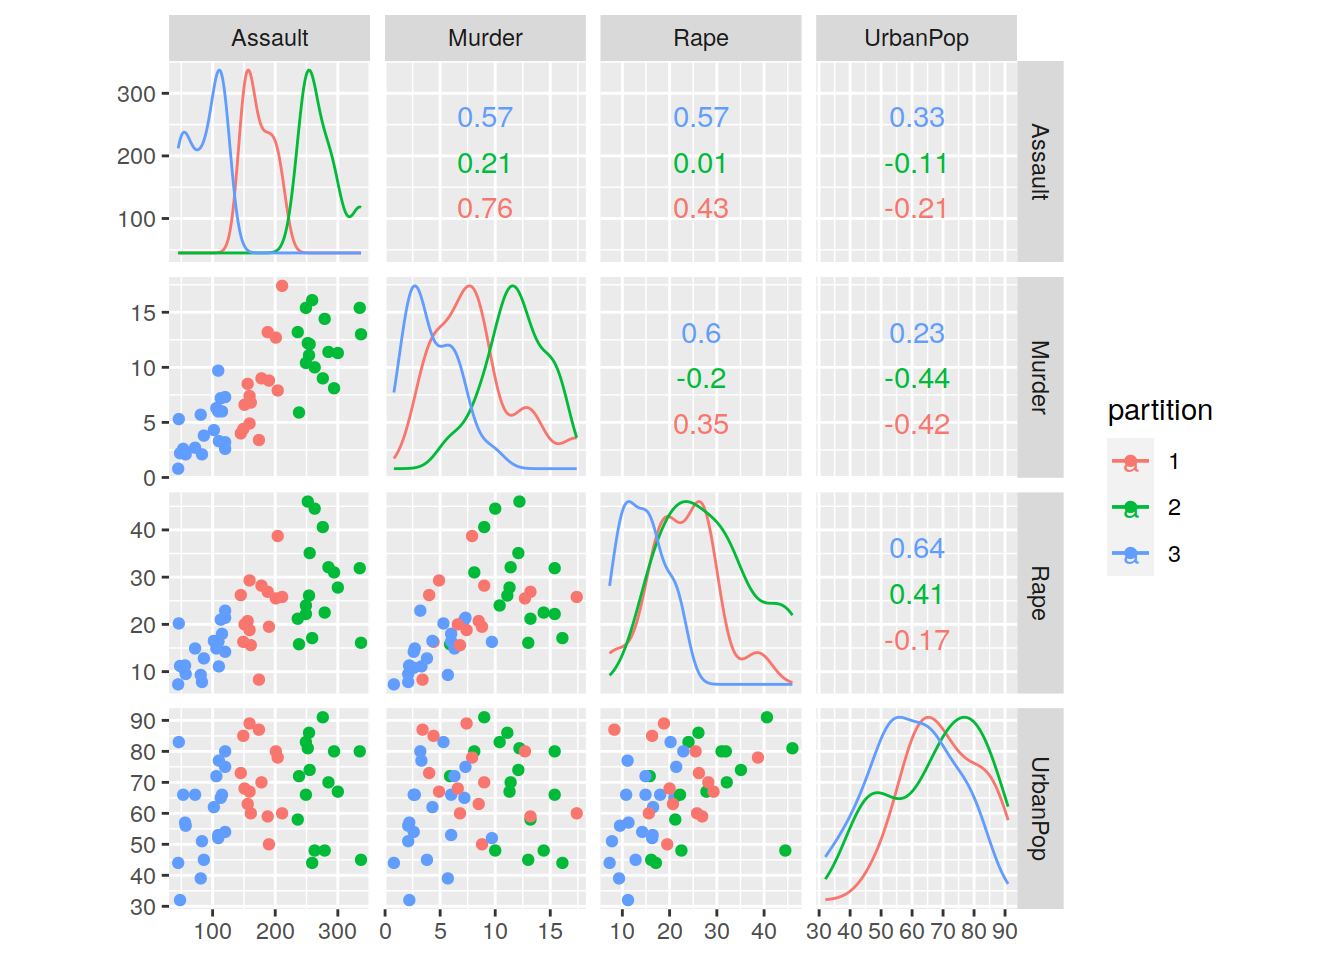 Assault Murder Rape UrbanPop
300
200
100
0.57 0.57 0.33
0.21 0.01 -0.11
0.76 0.43 -0.21
Assault
15
10
5
0
0.6 0.23
-0.2 -0.44
0.35 -0.42
Murder
40
30
20
10
0.64
0.41
-0.17
Rape
90
80
70
60
50
40
30
UrbanPop
100 200 300 0 5 10 15 10 20 30 40 30 40 50 60 70 80 90
partition
a 1
a 2
a 3